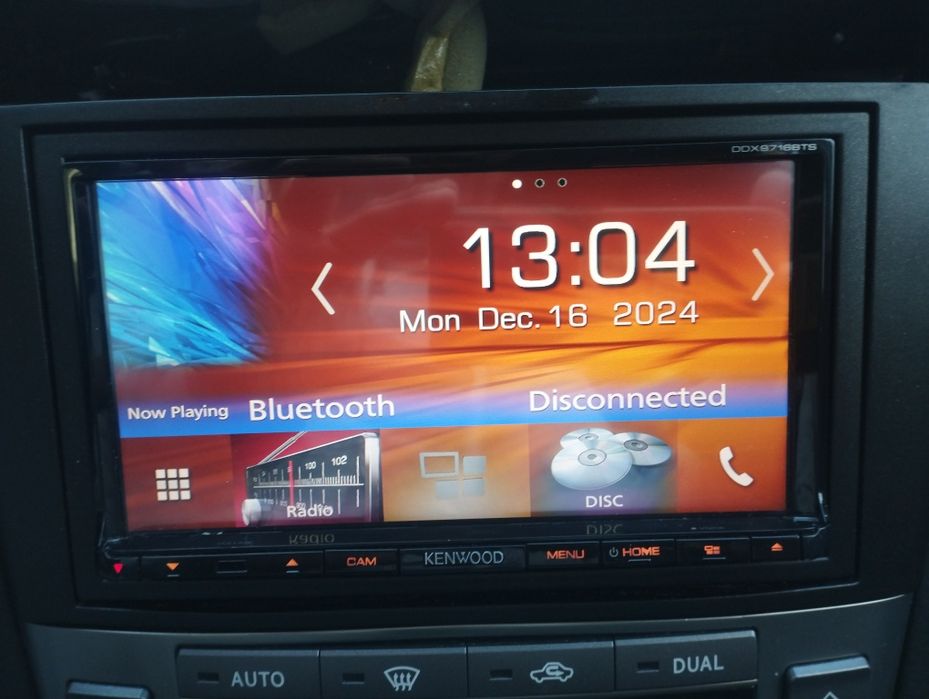 DDX9716BTS
13:04
Mon Dec. 16 2024
Now Playing Bluetooth Disconnected
100 102
Radio
DISC
CAM KENWOOD MENU HOME
AUTO DUAL